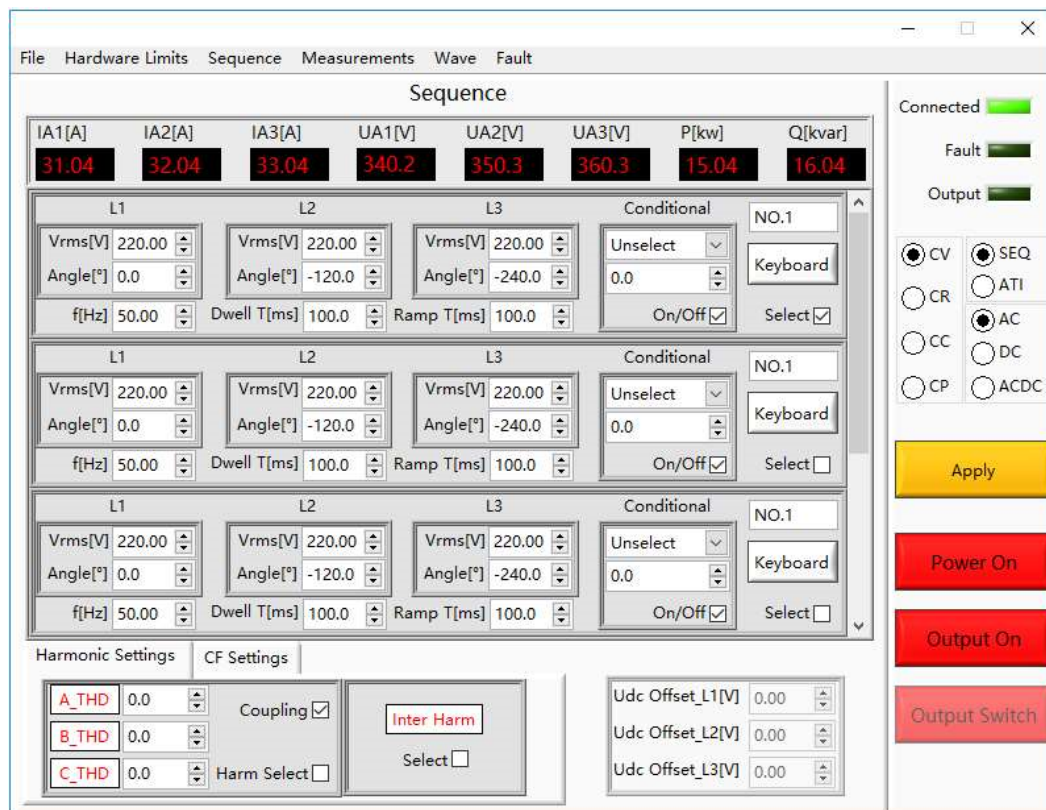 File Hardware Limits Sequence Measurements Wave Fault
Sequence
IA1[A] IA2[A] IA3[A] UA1[V] UA2[V] UA3[V] P[kw] Q[kvar]
31.04 32.04 33.04 340.2 350.3 360.3 15.04 16.04
L1 L2 L3 Conditional NO.1
Vrms[V] 220.00 Vrms[V] 220.00 Vrms[V] 220.00 Unselect
Angle[°] 0.0 Angle[°] -120.0 Angle[°] -240.0 0.0 Keyboard
f[Hz] 50.00 Dwell T[ms] 100.0 Ramp T[ms] 100.0 On/Off Select
L1 L2 L3 Conditional NO.1
Vrms[V] 220.00 Vrms[V] 220.00 Vrms[V] 220.00 Unselect
Angle[°] 0.0 Angle[°] -120.0 Angle[°] -240.0 0.0 Keyboard
f[Hz] 50.00 Dwell T[ms] 100.0 Ramp T[ms] 100.0 On/Off Select
L1 L2 L3 Conditional NO.1
Vrms[V] 220.00 Vrms[V] 220.00 Vrms[V] 220.00 Unselect
Angle[°] 0.0 Angle[°] -120.0 Angle[°] -240.0 0.0 Keyboard
f[Hz] 50.00 Dwell T[ms] 100.0 Ramp T[ms] 100.0 On/Off Select
Harmonic Settings CF Settings
A_THD 0.0 Coupling
B_THD 0.0
C_THD 0.0 Harm Select
Inter Harm
Select
Udc Offset_L1[V] 0.00
Udc Offset_L2[V] 0.00
Udc Offset_L3[V] 0.00
Connected
Fault
Output
CV SEQ
CR ATI
CC AC
DC
CP ACDC
Apply
Power On
Output On
Output Switch